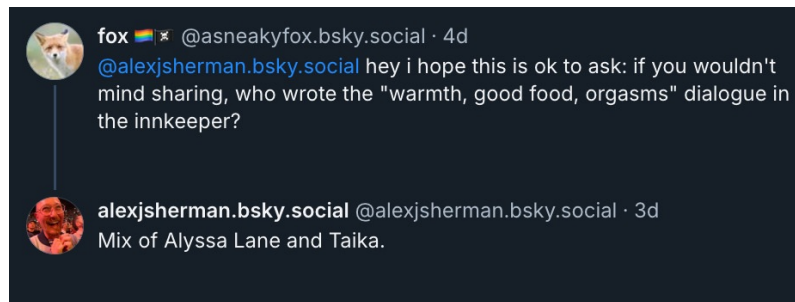 fox 🏳️‍🌈🏴‍☠️ @asneakyfox.bsky.social · 4d
@alexjsherman.bsky.social hey i hope this is ok to ask: if you wouldn't
mind sharing, who wrote the "warmth, good food, orgasms" dialogue in
the innkeeper?
alexjsherman.bsky.social @alexjsherman.bsky.social · 3d
Mix of Alyssa Lane and Taika.